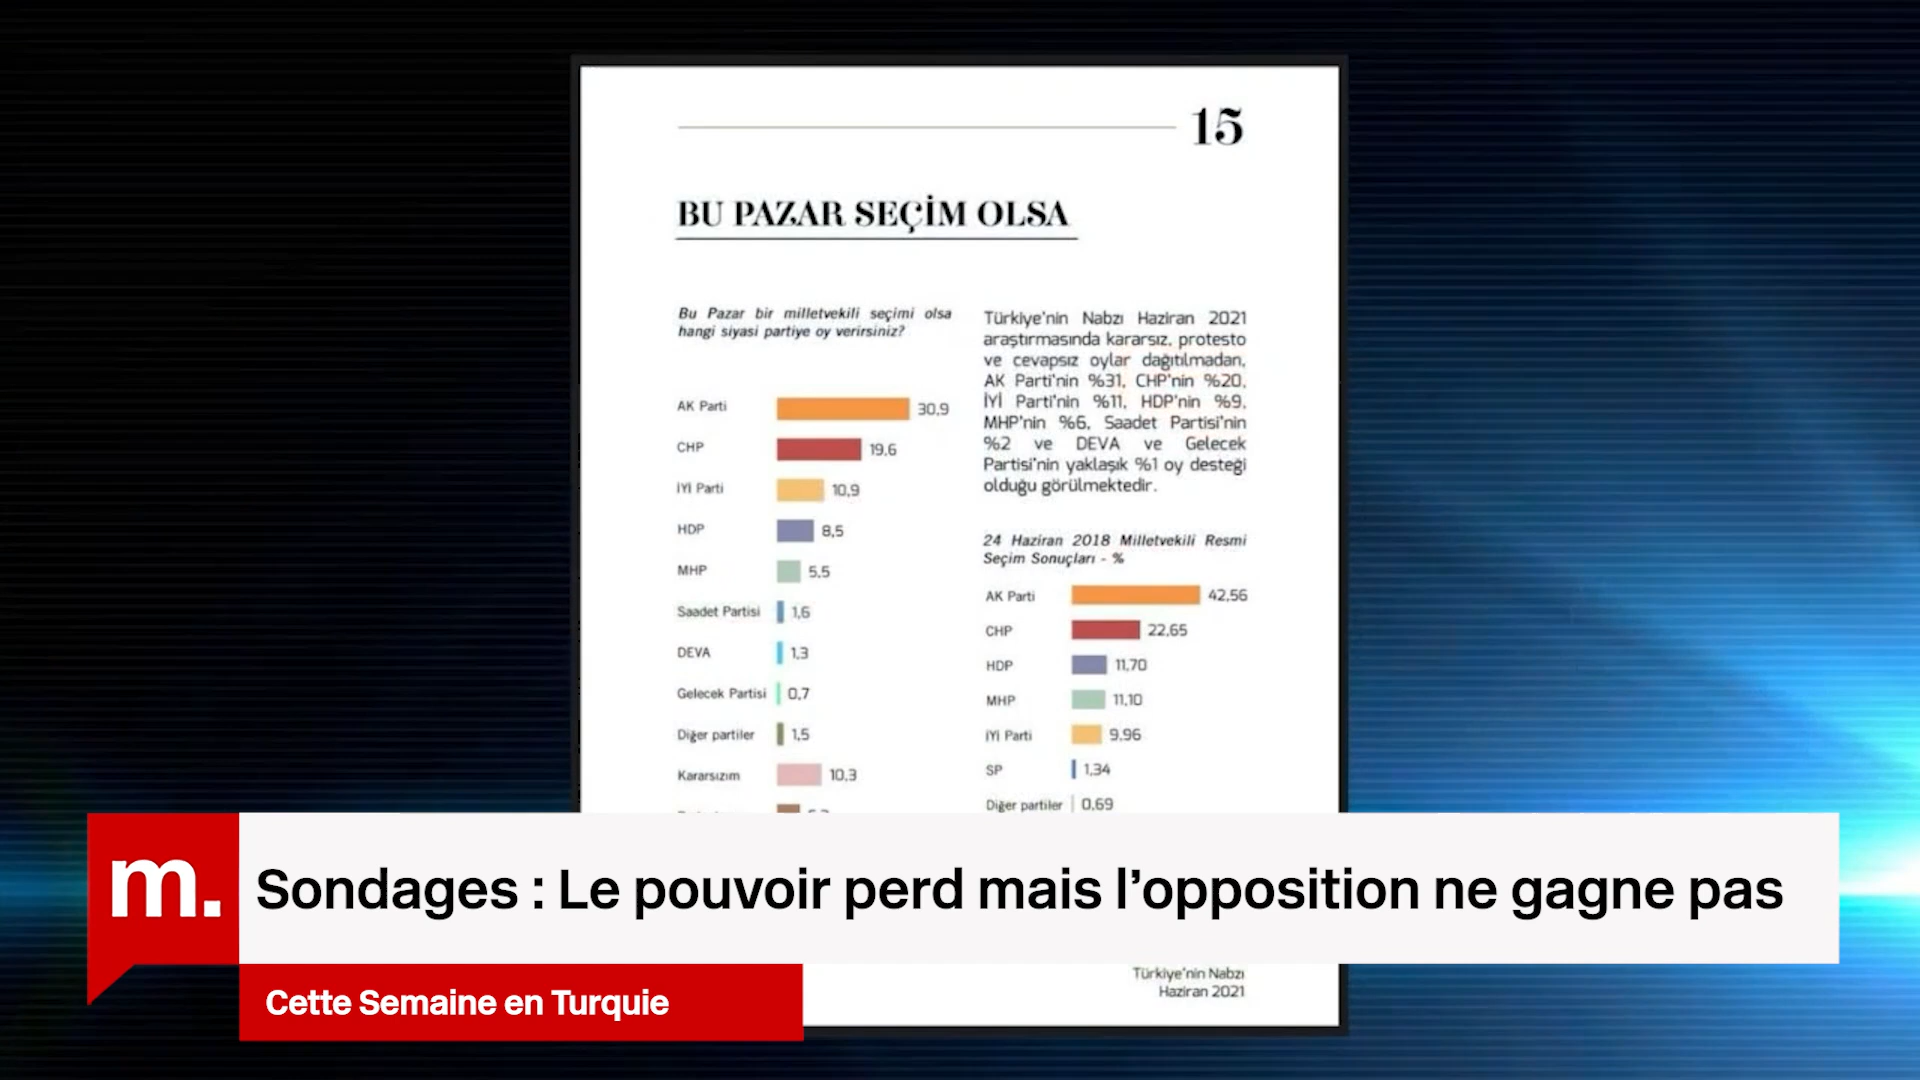 15
BU PAZAR SEÇİM OLSA
Bu Pazar bir milletvekili seçimi olsa
hangi siyasi partiye oy verirsiniz?
AK Parti 30,9
CHP 19,6
İYİ Parti 10,9
HDP 8,5
MHP 5,5
Saadet Partisi 1,6
DEVA 1,3
Gelecek Partisi 0,7
Diğer partiler 1,5
Kararsızım 10,3
Türkiye'nin Nabzı Haziran 2021
araştırmasında kararsız, protesto
ve cevapsız oylar dağıtılmadan,
AK Parti'nin %31, CHP'nin %20,
İYİ Parti'nin %11, HDP'nin %9,
MHP'nin %6, Saadet Partisi'nin
%2 ve DEVA ve Gelecek
Partisi'nin yaklaşık %1 oy desteği
olduğu görülmektedir.
24 Haziran 2018 Milletvekili Resmi
Seçim Sonuçları - %
AK Parti 42,56
CHP 22,65
HDP 11,70
MHP 11,10
İYİ Parti 9,96
SP 1,34
Diğer partiler 0,69
m.
Sondages : Le pouvoir perd mais l'opposition ne gagne pas
Cette Semaine en Turquie
Türkiye'nin Nabzı
Haziran 2021